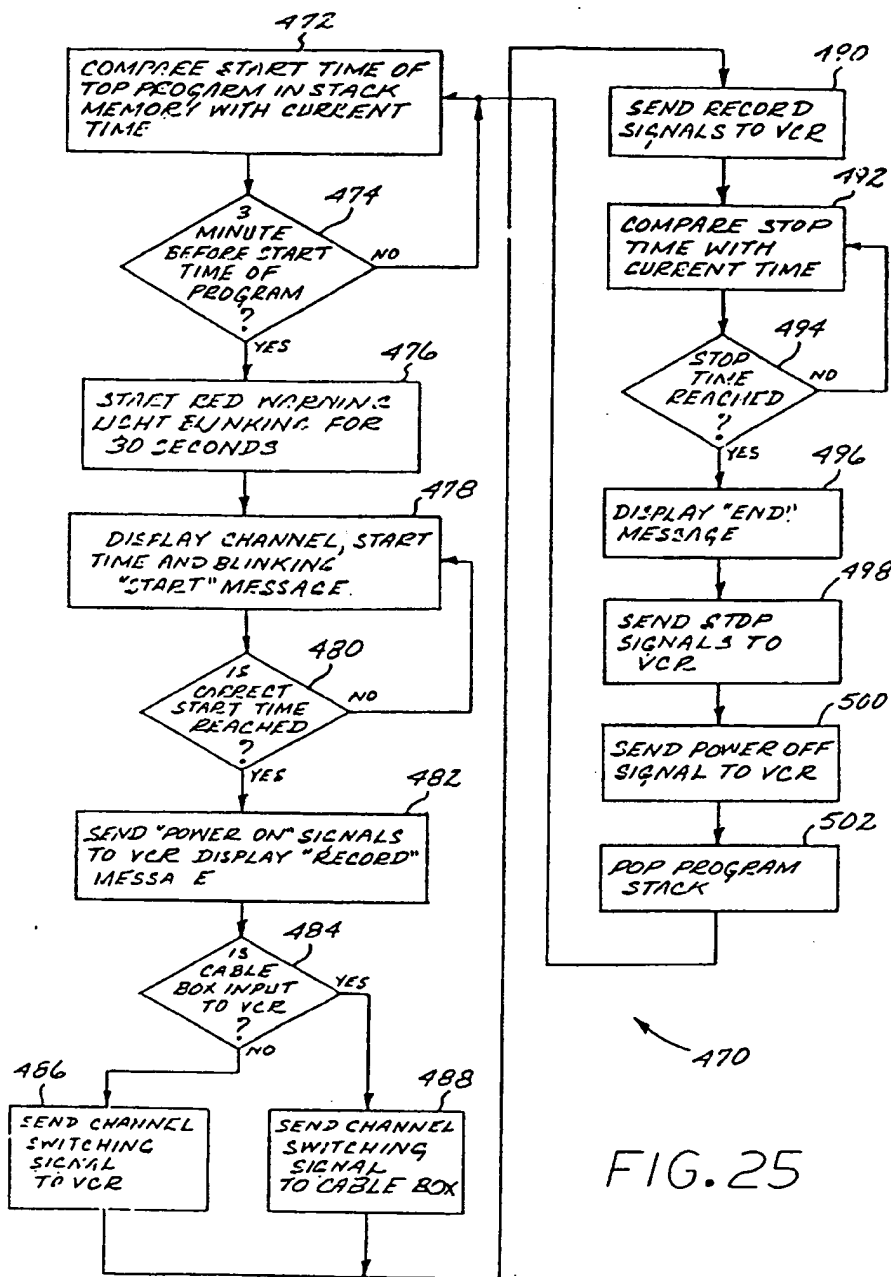 472
COMPARE START TIME OF
TOP PROGARM IN STACK
MEMORY WITH CURRENT
TIME
474
3
MINUTE
BEFORE START
TIME OF
PROGRAM
?
NO
YES
476
START RED WARNING
LIGHT BLINKING FOR
30 SECONDS
478
DISPLAY CHANNEL, START
TIME AND BLINKING
"START" MESSAGE.
480
IS
CORRECT
START TIME
REACHED
?
NO
YES
482
SEND "POWER ON" SIGNALS
TO VCR DISPLAY "RECORD"
MESSA E
484
IS
CABLE
BOX INPUT
TO VCR
?
YES
NO
486
SEND CHANNEL
SWITCHING
SIGNAL
TO VCR
488
SEND CHANNEL
SWITCHING
SIGNAL
TO CABLE BOX
490
SEND RECORD
SIGNALS TO VCR
492
COMPARE STOP
TIME WITH
CURRENT TIME
494
STOP
TIME
REACHED
?
NO
YES
496
DISPLAY "END!"
MESSAGE
498
SEND STOP
SIGNALS TO
VCR
500
SEND POWER OFF
SIGNAL TO VCR
502
POP PROGRAM
STACK
470
FIG. 25